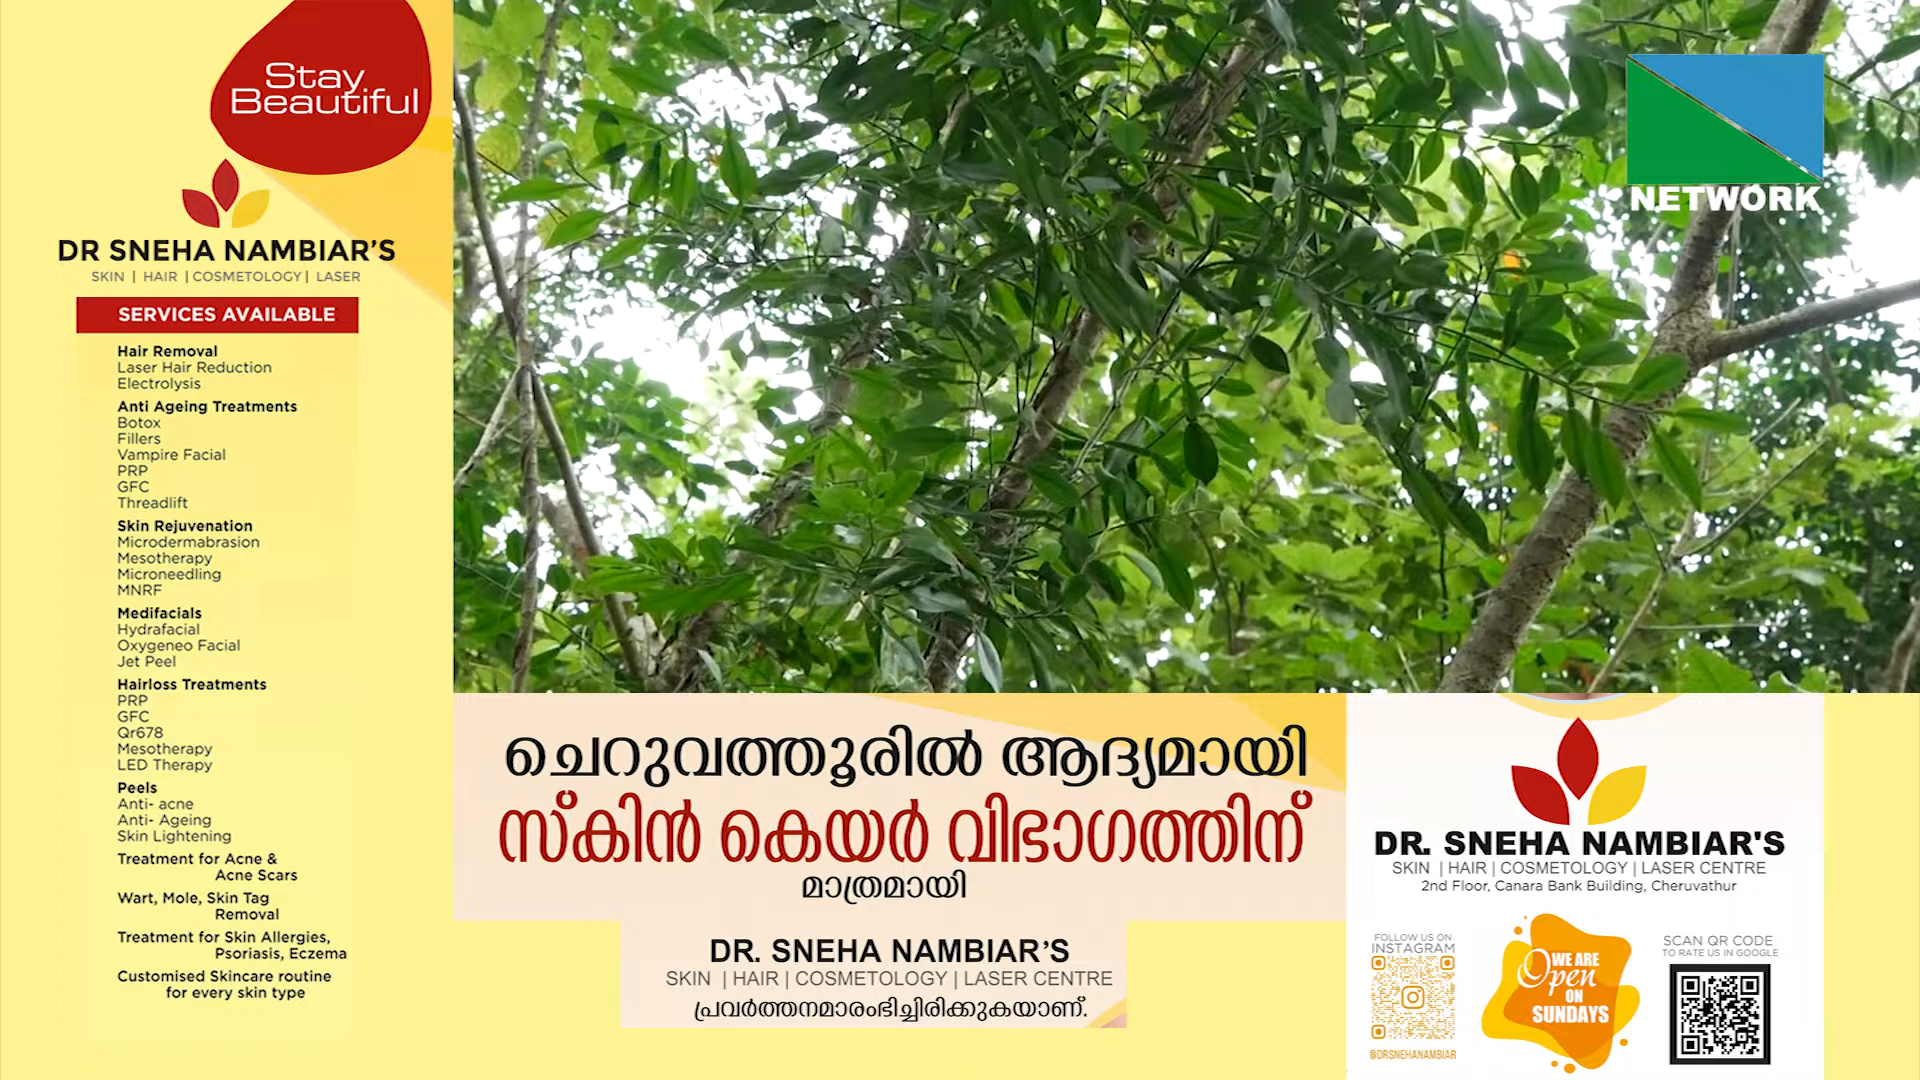 Stay
Beautiful
DR SNEHA NAMBIAR'S
SKIN | HAIR | COSMETOLOGY | LASER
SERVICES AVAILABLE
Hair Removal
Laser Hair Reduction
Electrolysis
Anti Ageing Treatments
Botox
Fillers
Vampire Facial
PRP
GFC
Threadlift
Skin Rejuvenation
Microdermabrasion
Mesotherapy
Microneedling
MNRF
Medifacials
Hydrafacial
Oxygeneo Facial
Jet Peel
Hairloss Treatments
PRP
GFC
Qr678
Mesotherapy
LED Therapy
Peels
Anti- acne
Anti- Ageing
Skin Lightening
Treatment for Acne &
Acne Scars
Wart, Mole, Skin Tag
Removal
Treatment for Skin Allergies,
Psoriasis, Eczema
Customised Skincare routine
for every skin type
NETWORK
ചെറുവത്തൂരിൽ ആദ്യമായി
സ്കിൻ കെയർ വിഭാഗത്തിന്
മാത്രമായി
DR. SNEHA NAMBIAR'S
SKIN | HAIR | COSMETOLOGY | LASER CENTRE
പ്രവർത്തനമാരംഭിച്ചിരിക്കുകയാണ്.
DR. SNEHA NAMBIAR'S
SKIN | HAIR | COSMETOLOGY | LASER CENTRE
2nd Floor, Canara Bank Building, Cheruvathur
FOLLOW US ON
INSTAGRAM
@DRSNEHANAMBIAR
WE ARE
Open
ON
SUNDAYS
SCAN QR CODE
TO RATE US IN GOOGLE